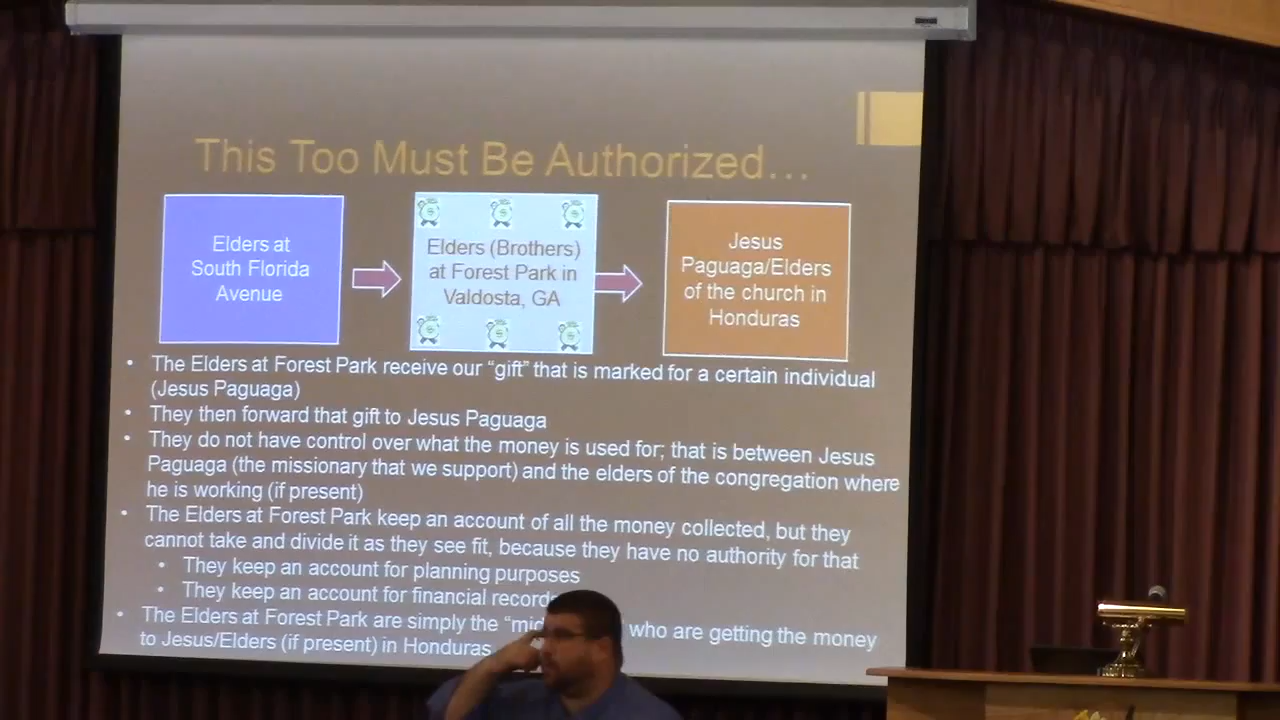 This Too Must Be Authorized…
Elders at
South Florida
Avenue
Elders (Brothers)
at Forest Park in
Valdosta, GA
Jesus
Paguaga/Elders
of the church in
Honduras
• The Elders at Forest Park receive our “gift” that is marked for a certain individual
(Jesus Paguaga)
• They then forward that gift to Jesus Paguaga
• They do not have control over what the money is used for; that is between Jesus
Paguaga (the missionary that we support) and the elders of the congregation where
he is working (if present)
• The Elders at Forest Park keep an account of all the money collected, but they
cannot take and divide it as they see fit, because they have no authority for that
• They keep an account for planning purposes
• They keep an account for financial records
• The Elders at Forest Park are simply the “mid who are getting the money
to Jesus/Elders (if present) in Honduras